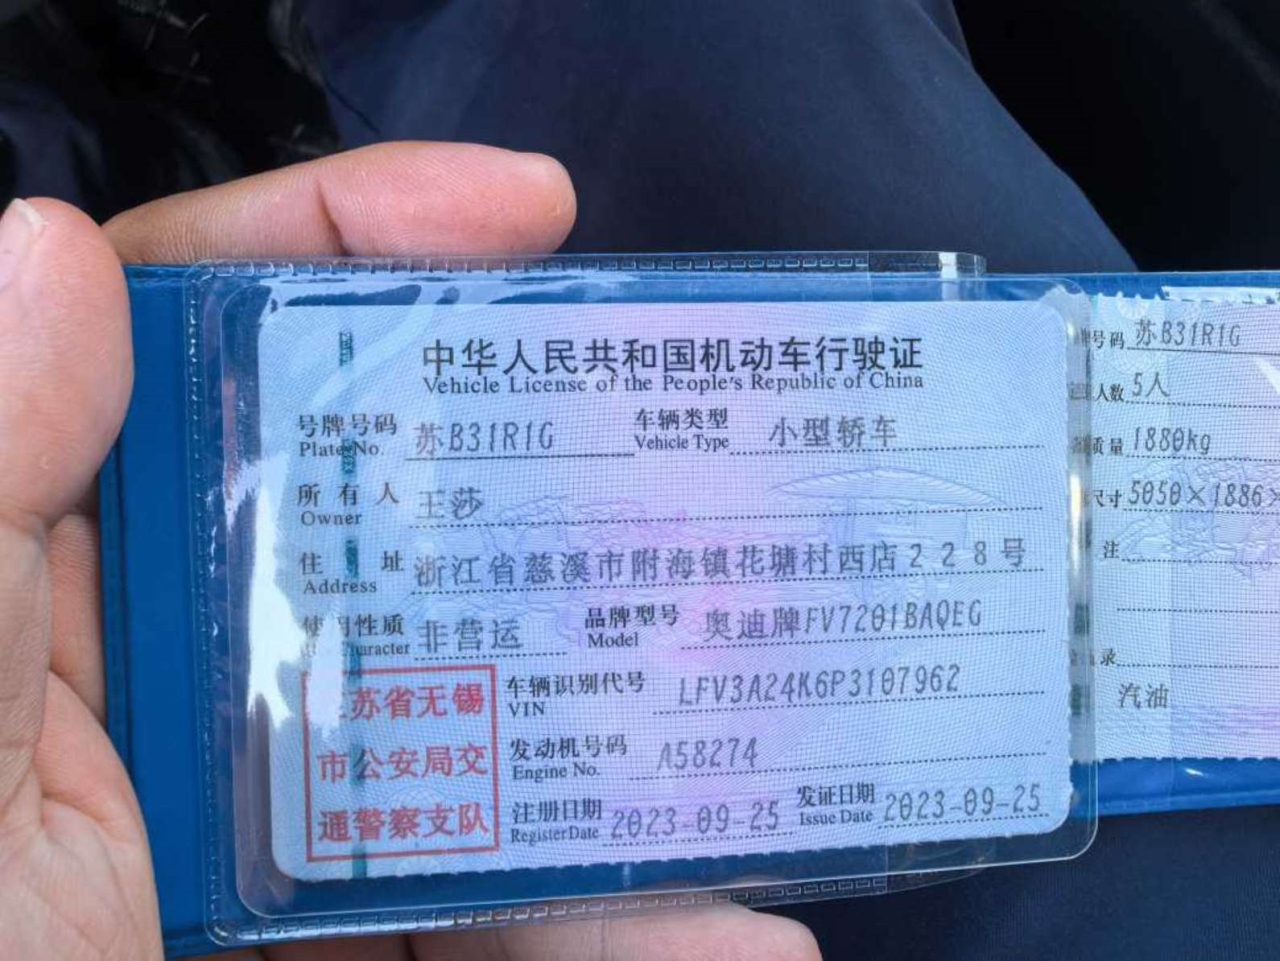 中华人民共和国机动车行驶证
Vehicle License of the People's Republic of China
号牌号码 苏B31R1G 车辆类型 小型轿车
Plate No. Vehicle Type
所有人 王莎
Owner
住址 浙江省慈溪市附海镇花塘村西店228号
Address
使用性质 非营运 品牌型号 奥迪牌FV7201BAQEG
Character Model
车辆识别代号 LFV3A24K6P3107962
VIN
发动机号码 A58274
Engine No.
注册日期 2023-09-25 发证日期 2023-09-25
Register Date Issue Date
苏省无锡
市公安局交
通警察支队
号码 苏B31R1G
人数 5人
质量 1880kg
尺寸 5050×1886×
注
录
汽油